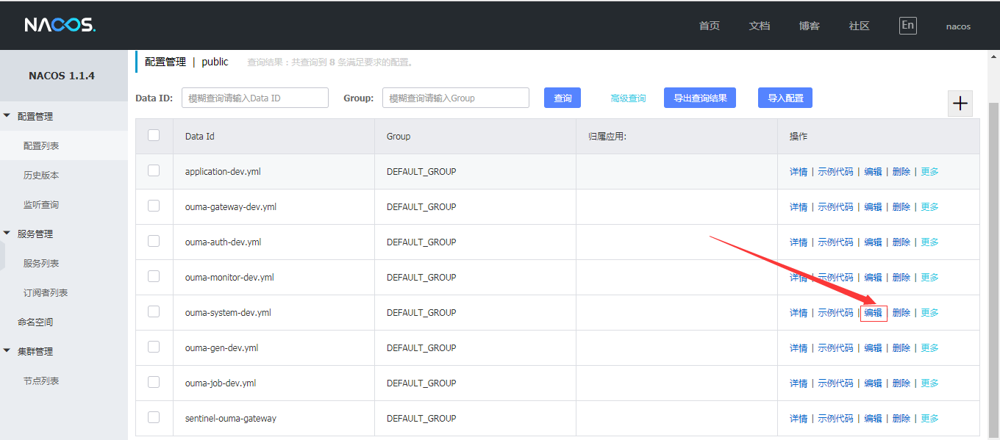 NACOS. 首页 文档 博客 社区 En nacos
NACOS 1.1.4
配置管理
配置列表
历史版本
监听查询
服务管理
服务列表
订阅者列表
命名空间
集群管理
节点列表
配置管理 | public 查询结果：共查询到 8 条满足要求的配置。
Data ID: 模糊查询请输入Data ID Group: 模糊查询请输入Group 查询 高级查询 导出查询结果 导入配置 +
Data Id Group 归属应用: 操作
application-dev.yml DEFAULT_GROUP 详情 | 示例代码 | 编辑 | 删除 | 更多
ouma-gateway-dev.yml DEFAULT_GROUP 详情 | 示例代码 | 编辑 | 删除 | 更多
ouma-auth-dev.yml DEFAULT_GROUP 详情 | 示例代码 | 编辑 | 删除 | 更多
ouma-monitor-dev.yml DEFAULT_GROUP 详情 | 示例代码 | 编辑 | 删除 | 更多
ouma-system-dev.yml DEFAULT_GROUP 详情 | 示例代码 | 编辑 | 删除 | 更多
ouma-gen-dev.yml DEFAULT_GROUP 详情 | 示例代码 | 编辑 | 删除 | 更多
ouma-job-dev.yml DEFAULT_GROUP 详情 | 示例代码 | 编辑 | 删除 | 更多
sentinel-ouma-gateway DEFAULT_GROUP 详情 | 示例代码 | 编辑 | 删除 | 更多